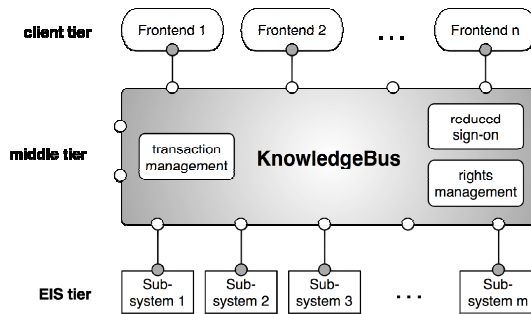 client tier
Frontend 1
Frontend 2
...
Frontend n
middle tier
transaction
management
KnowledgeBus
reduced
sign-on
rights
management
EIS tier
Sub-
system 1
Sub-
system 2
Sub-
system 3
...
Sub-
system m